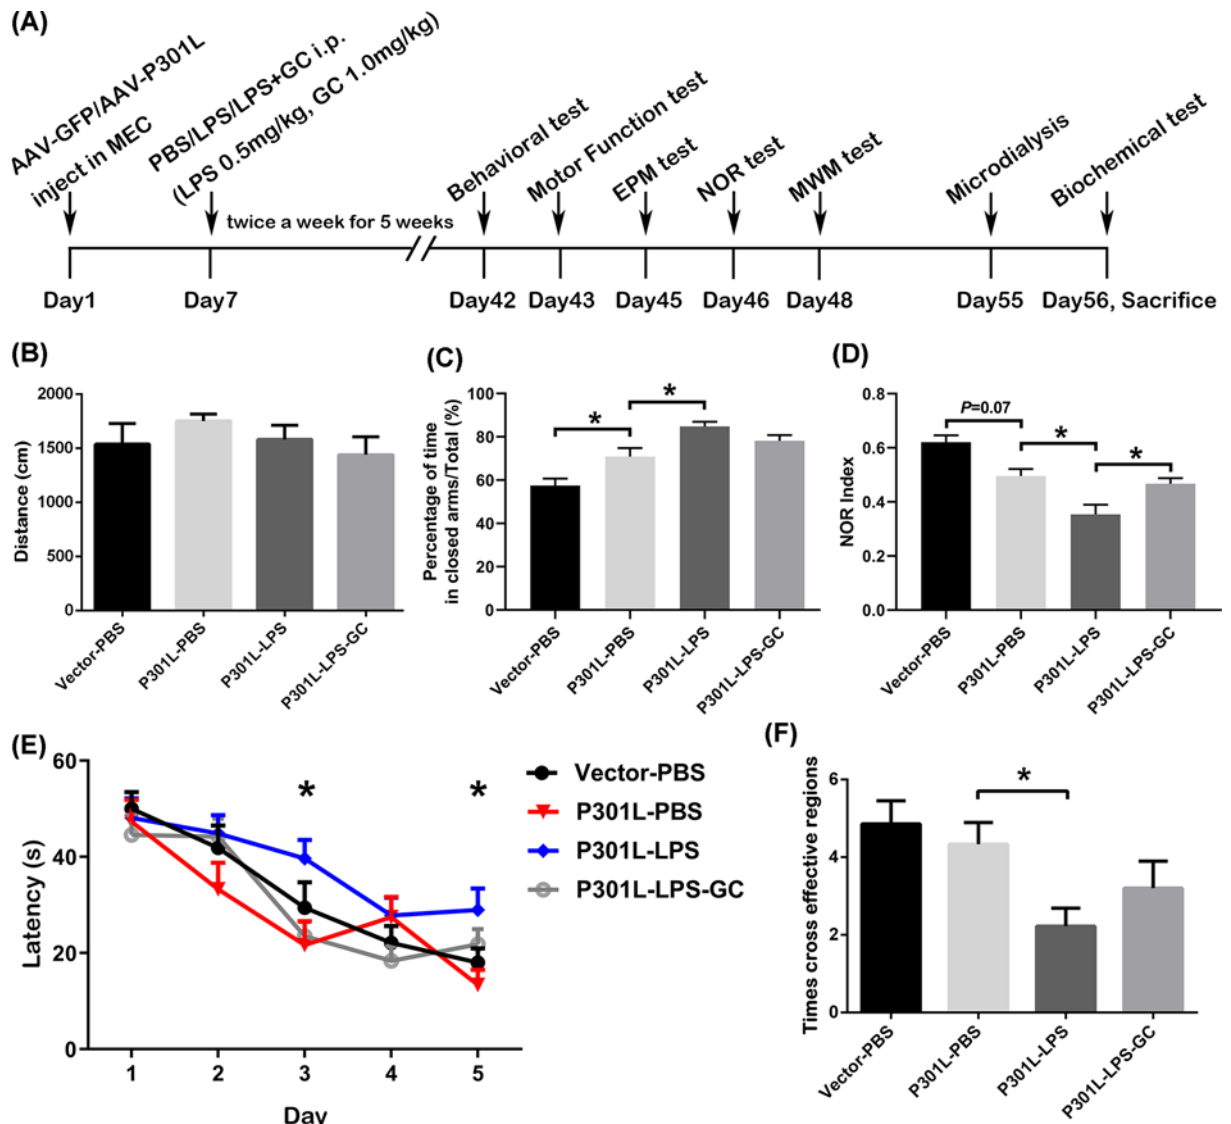 (A)
AAV-GFP/AAV-P301L
inject in MEC
PBS/LPS/LPS+GC i.p.
(LPS 0.5mg/kg, GC 1.0mg/kg)
twice a week for 5 weeks
Behavioral test
Motor Function test
EPM test
NOR test
MWM test
Microdialysis
Biochemical test
Day1
Day7
Day42
Day43
Day45
Day46
Day48
Day55
Day56, Sacrifice
(B)
Distance (cm)
2000
1500
1000
500
0
Vector-PBS
P301L-PBS
P301L-LPS
P301L-LPS-GC
(C)
Percentage of time
in closed arms/Total (%)
100
80
60
40
20
0
*
*
Vector-PBS
P301L-PBS
P301L-LPS
P301L-LPS-GC
(D)
NOR Index
0.8
0.6
0.4
0.2
0.0
P=0.07
*
*
Vector-PBS
P301L-PBS
P301L-LPS
P301L-LPS-GC
(E)
Latency (s)
60
40
20
0
*
*
1
2
3
4
5
Day
Vector-PBS
P301L-PBS
P301L-LPS
P301L-LPS-GC
(F)
Times cross effective regions
6
4
2
0
*
Vector-PBS
P301L-PBS
P301L-LPS
P301L-LPS-GC